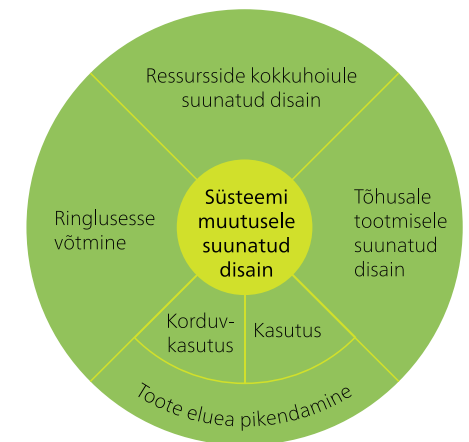 Ressursside kokkuhoiule
suunatud disain
Ringlusesse
võtmine
Süsteemi
muutusele
suunatud
disain
Tõhusale
tootmisele
suunatud
disain
Korduv-
kasutus
Kasutus
Toote eluea pikendamine